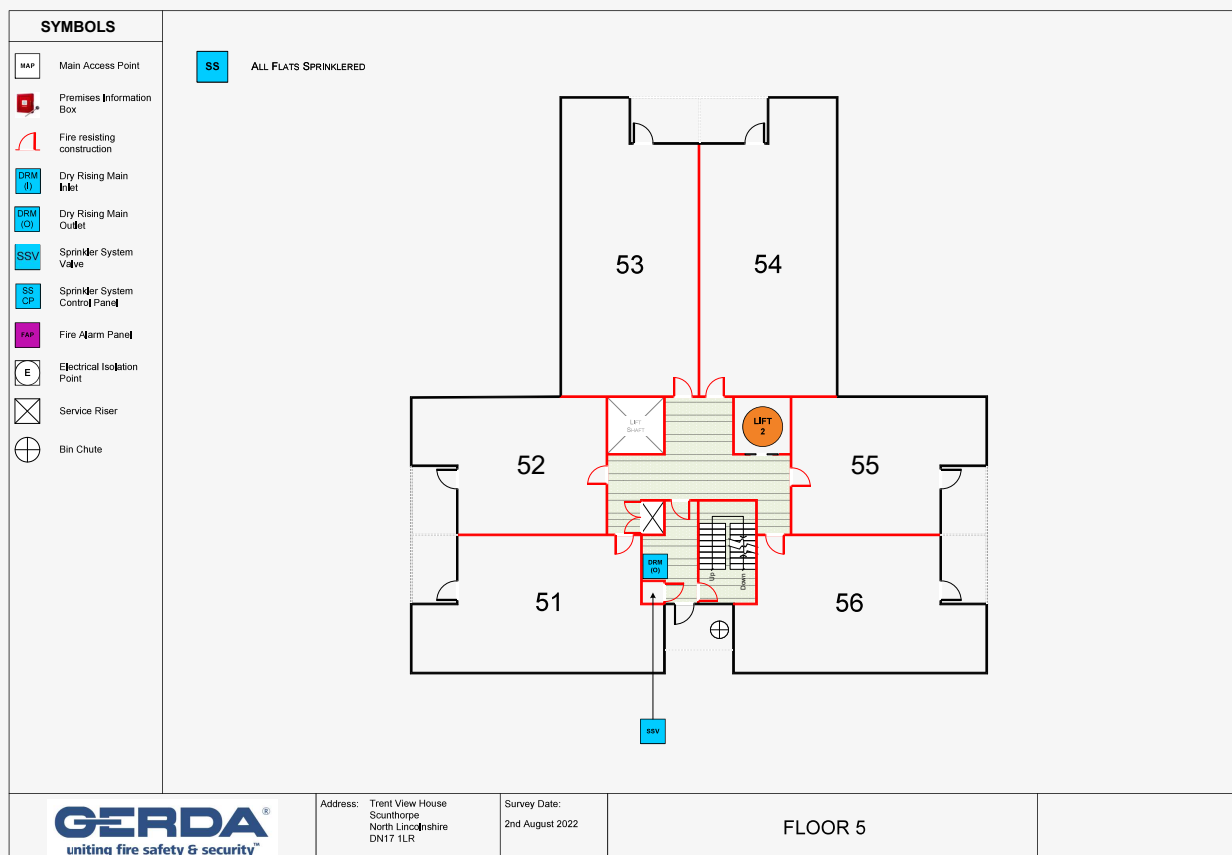 SYMBOLS
MAP
Main Access Point
Premises Information
Box
Fire resisting
construction
DRM
(I)
Dry Rising Main
Inlet
DRM
(O)
Dry Rising Main
Outlet
SSV
Sprinkler System
Valve
SS
CP
Sprinkler System
Control Panel
FAP
Fire Alarm Panel
E
Electrical Isolation
Point
Service Riser
Bin Chute
SS
ALL FLATS SPRINKLERED
53
54
LIFT
SHAFT
LIFT
2
52
55
DRM
(O)
Up
Down
51
56
SSV
GERDA®
uniting fire safety & security™
Address: Trent View House
Scunthorpe
North Lincolnshire
DN17 1LR
Survey Date:
2nd August 2022
FLOOR 5